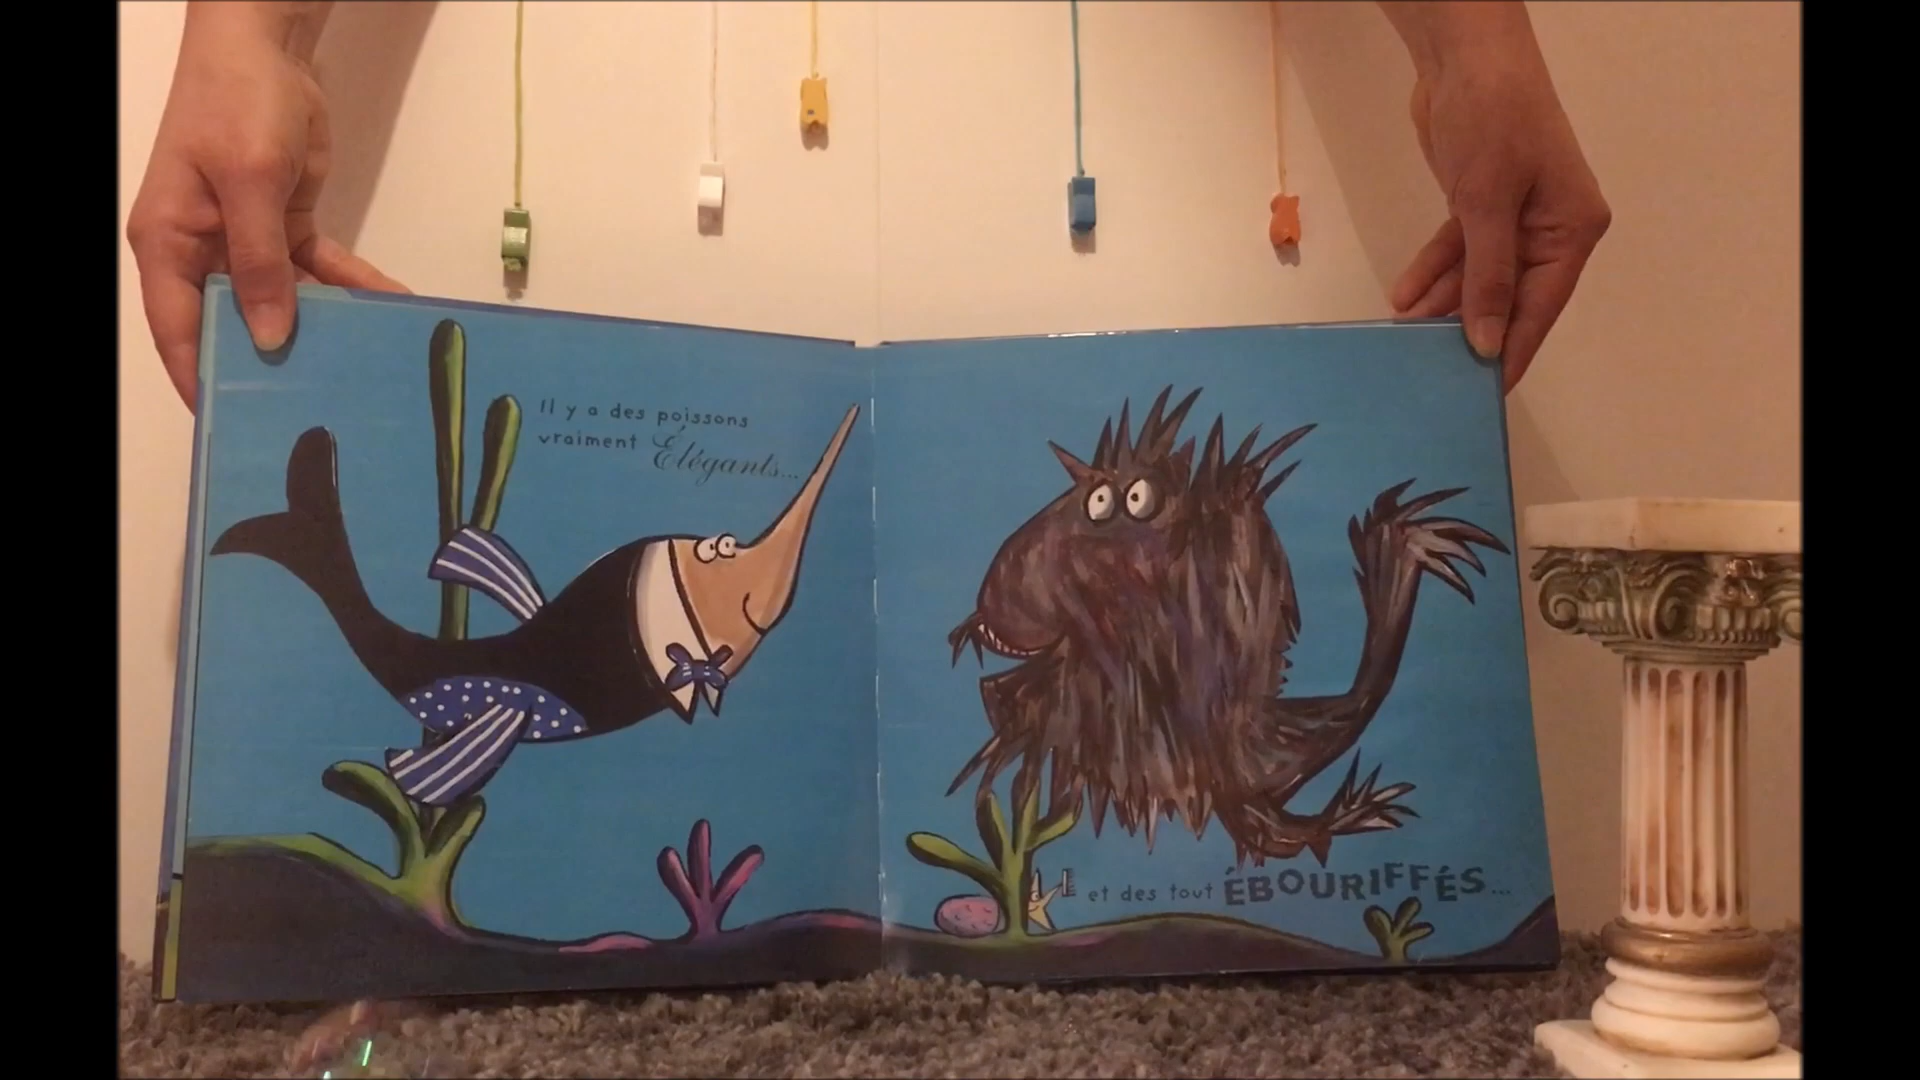 Il y a des poissons
vraiment Élégants...
et des tout ÉBOURIFFÉS...